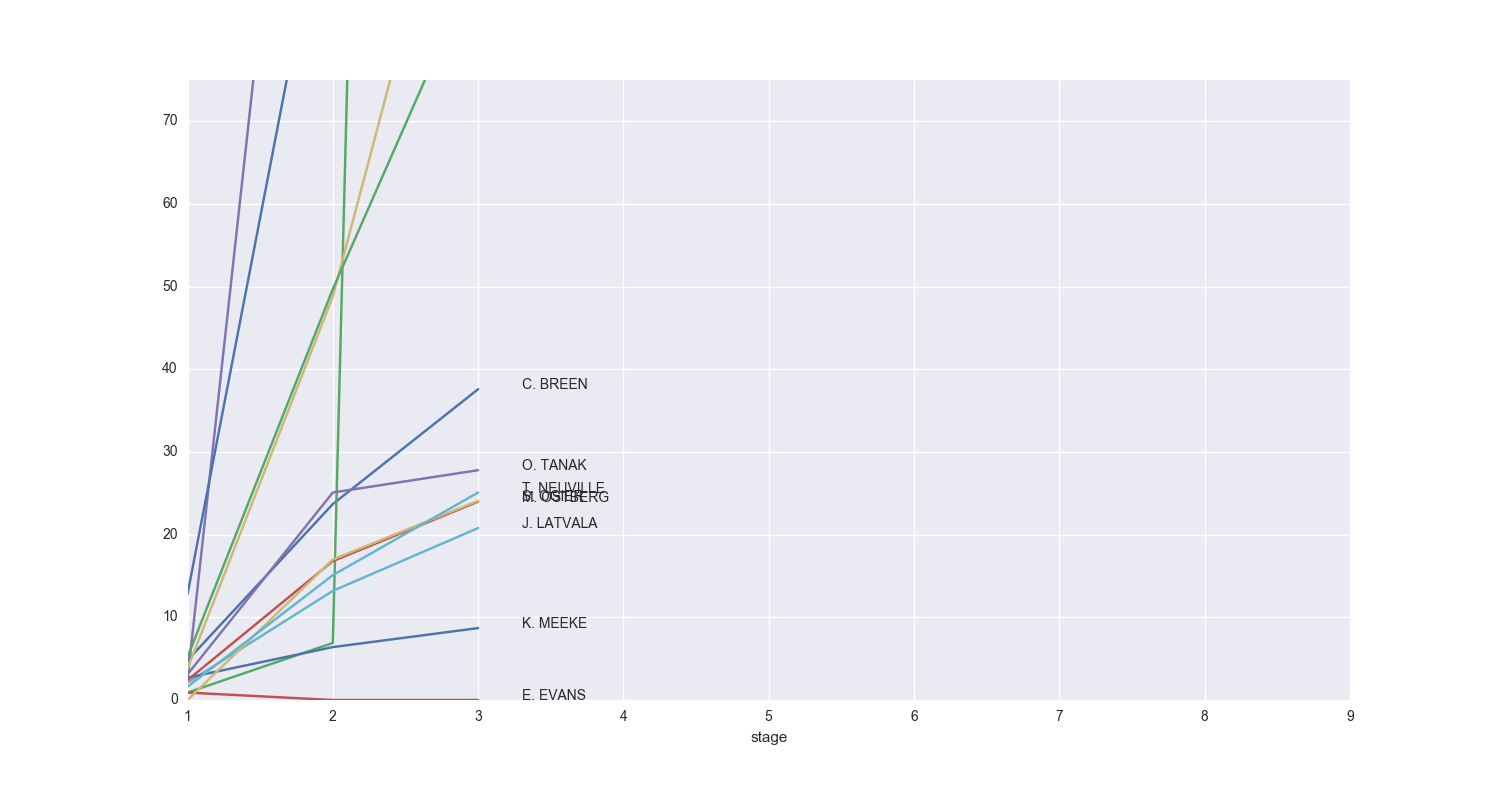 70
60
50
40
30
20
10
0
C. BREEN
O. TANAK
T. NEUVILLE
M. OSTBERG
J. LATVALA
K. MEEKE
E. EVANS
1 2 3 4 5 6 7 8 9
stage